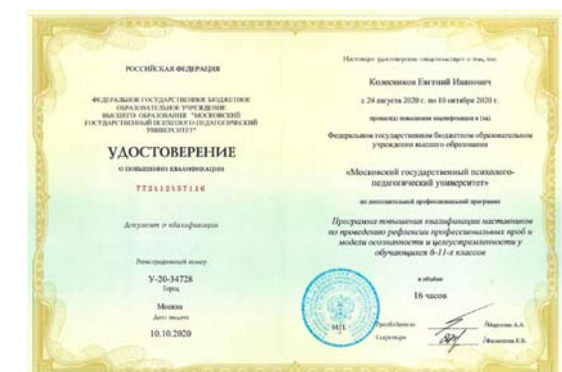 РОССИЙСКАЯ ФЕДЕРАЦИЯ
ФЕДЕРАЛЬНОЕ ГОСУДАРСТВЕННОЕ БЮДЖЕТНОЕ
ОБРАЗОВАТЕЛЬНОЕ УЧРЕЖДЕНИЕ
ВЫСШЕГО ОБРАЗОВАНИЯ "МОСКОВСКИЙ
ГОСУДАРСТВЕННЫЙ ПСИХОЛОГО-ПЕДАГОГИЧЕСКИЙ
УНИВЕРСИТЕТ"
УДОСТОВЕРЕНИЕ
О ПОВЫШЕНИИ КВАЛИФИКАЦИИ
Документ о квалификации
Регистрационный номер
У-20-34728
Город
Москва
Дата выдачи
10.10.2020
Настоящее удостоверение свидетельствует о том, что
Колесников Евгений Иванович
с 24 августа 2020 г. по 10 октября 2020 г.
прошел(а) повышение квалификации в (на)
Федеральном государственном бюджетном образовательном
учреждении высшего образования
«Московский государственный психолого-
педагогический университет»
по дополнительной профессиональной программе
Программа повышения квалификации наставников
по проведению рефлексии профессиональных проб и
модели осознанности и целеустремленности у
обучающихся 6-11-х классов
в объёме
16 часов
М.П.
Руководитель
Секретарь